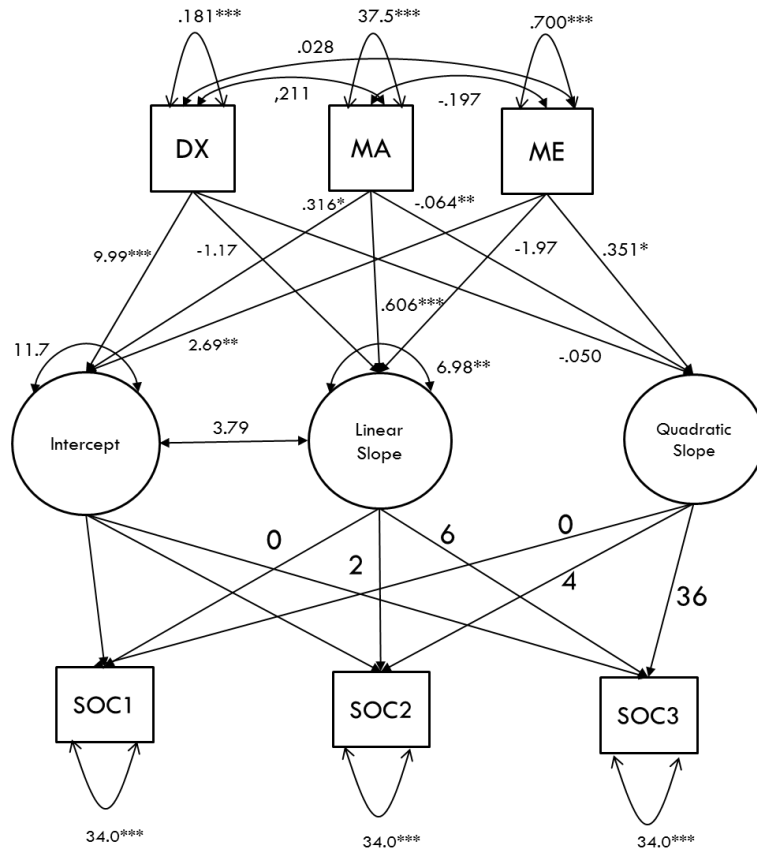 .181***
37.5***
.700***
.028
,211
-.197
DX
MA
ME
.316*
-.064**
9.99***
-1.17
-1.97
.351*
.606***
11.7
2.69**
6.98**
-.050
Intercept
3.79
Linear
Slope
Quadratic
Slope
0
6
0
2
4
36
SOC1
SOC2
SOC3
34.0***
34.0***
34.0***